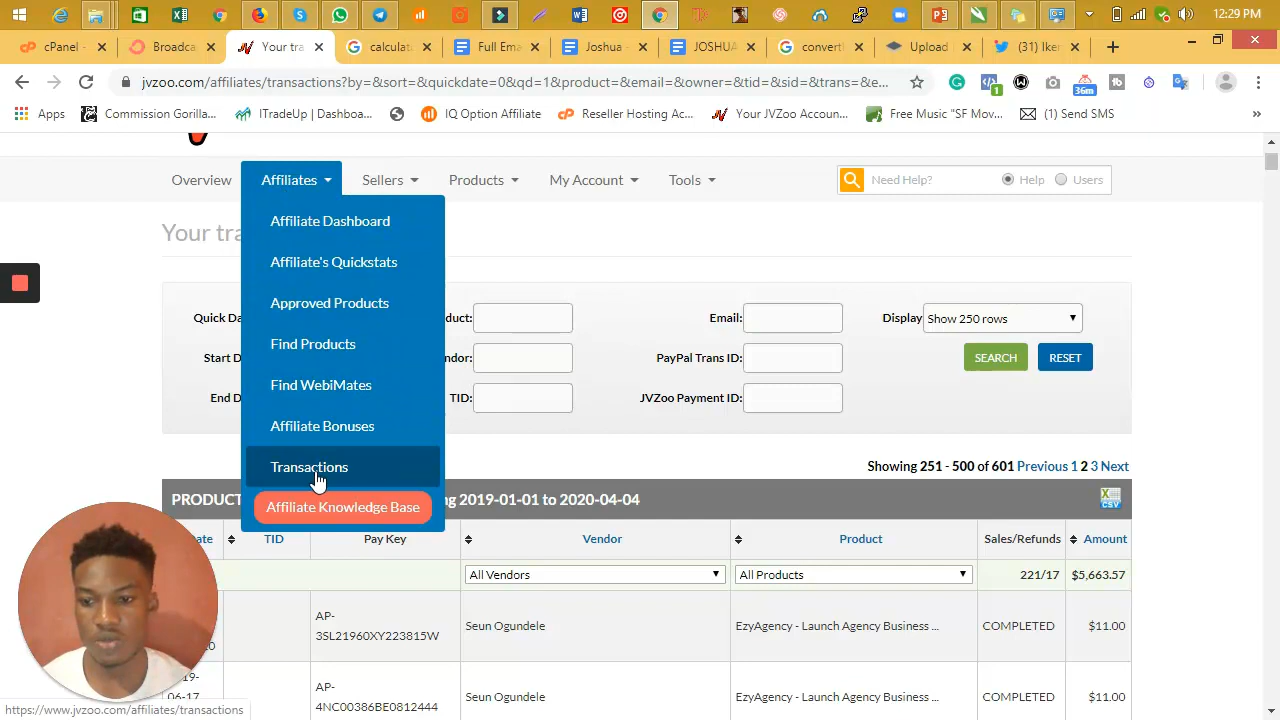 12:29 PM
cPanel -
Broadca
Your tra
calculat
Full Ema
Joshua -
JOSHUA
convert
Upload
(31) Iker
jvzoo.com/affiliates/transactions?by=&sort=&quickdate=0&qd=1&product=&email=&owner=&tid=&sid=&trans=&e...
1
36m
Apps
Commission Gorilla...
ITradeUp | Dashboa...
IQ Option Affiliate
Reseller Hosting Ac...
Your JVZoo Account...
Free Music "SF Mov...
(1) Send SMS
»
Overview
Affiliates
Sellers
Products
My Account
Tools
Need Help?
Help
Users
Affiliate Dashboard
Your tra
Affiliate's Quickstats
Approved Products
Quick Da
duct:
Email:
Display
Show 250 rows
Find Products
Start D
ndor:
PayPal Trans ID:
SEARCH
RESET
Find WebiMates
End D
TID:
JVZoo Payment ID:
Affiliate Bonuses
Transactions
Showing 251 - 500 of 601 Previous 1 2 3 Next
Affiliate Knowledge Base
PRODUCT
ng 2019-01-01 to 2020-04-04
CSV
ate
TID
Pay Key
Vendor
Product
Sales/Refunds
Amount
All Vendors
All Products
221/17
$5,663.57
AP-
3SL21960XY223815W
Seun Ogundele
EzyAgency - Launch Agency Business ...
COMPLETED
$11.00
06-17
AP-
4NC00386BE0812444
Seun Ogundele
EzyAgency - Launch Agency Business ...
COMPLETED
$11.00
https://www.jvzoo.com/affiliates/transactions